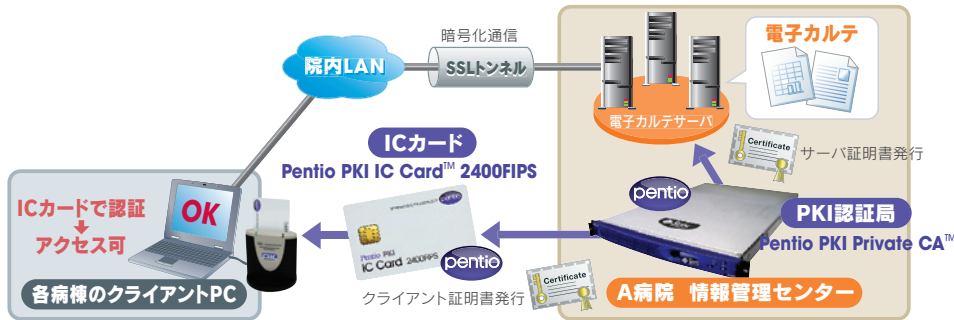 暗号化通信
院内LAN
SSLトンネル
電子カルテ
電子カルテサーバ
Certificate
サーバ証明書発行
ICカード
Pentio PKI IC Card™ 2400FIPS
pentio
PKI認証局
Pentio PKI Private CA™
ICカードで認証
アクセス可
OK
pentio
Pentio PKI
IC Card 2400FIPS
pentio
Certificate
クライアント証明書発行
各病棟のクライアントPC
A病院 情報管理センター